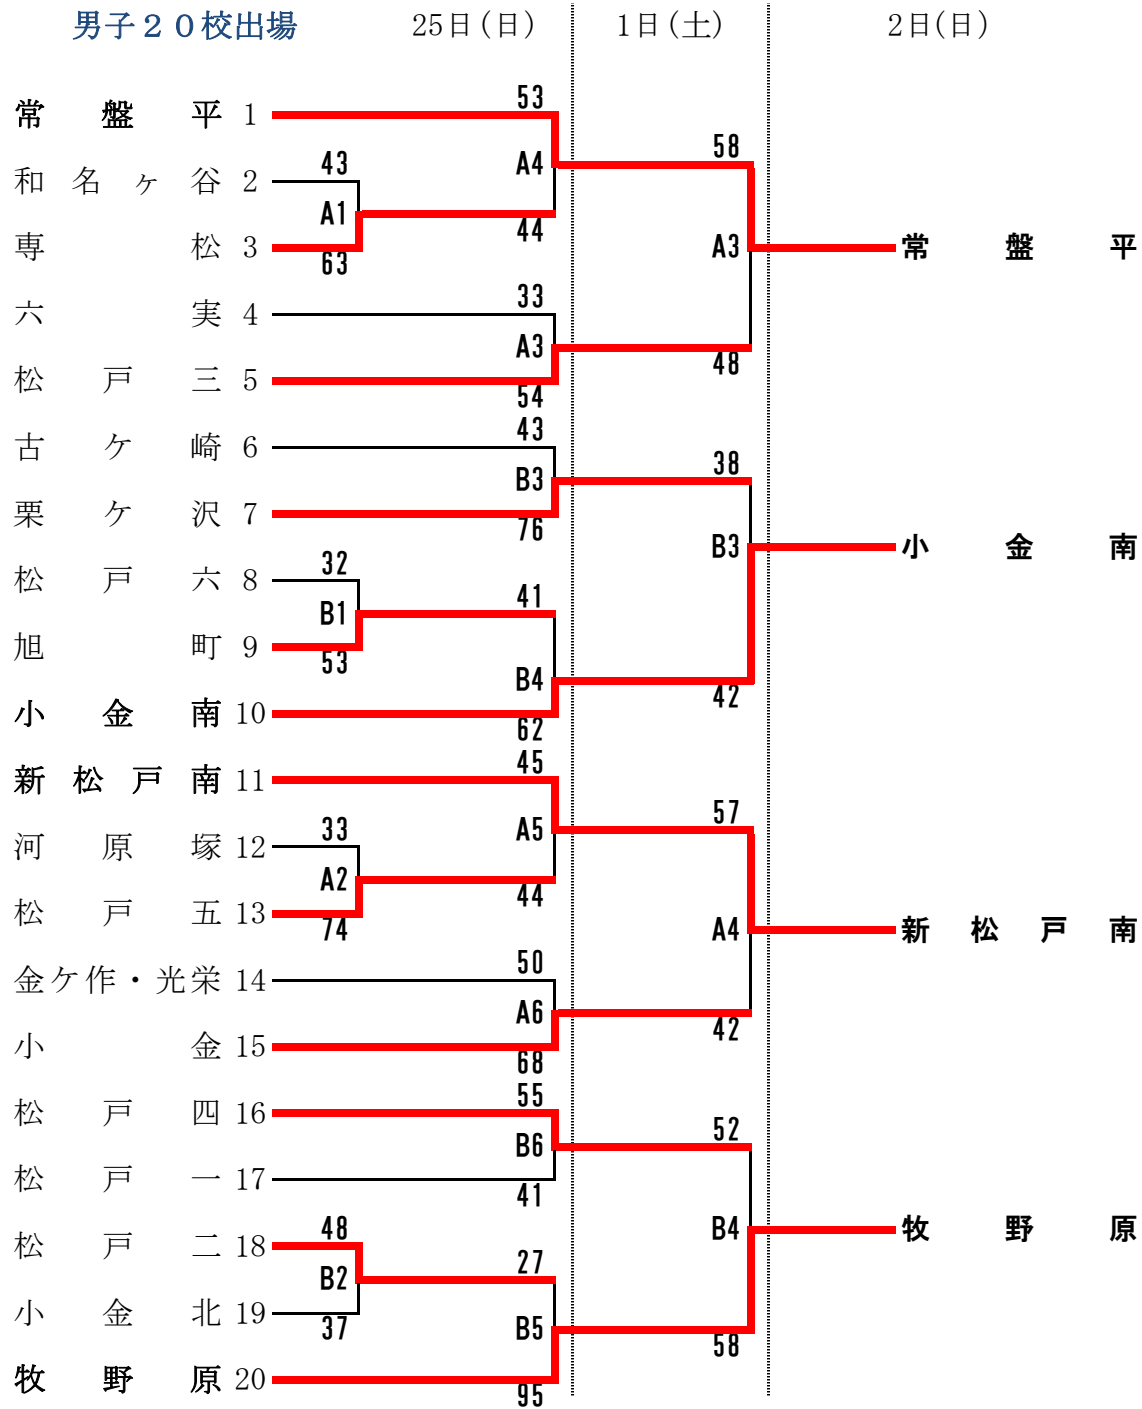 男子２０校出場 25日(日) 1日(土) 2日(日)
53
常盤平 1
58
43 A4
和名ヶ谷 2
A1
44
専松 3 A3 常盤平
63
33
六実 4
A3
48
松戸三 5
54
43
古ケ崎 6
38
B3
栗ケ沢 7
76
B3 小金南
32
松戸六 8
41
B1
旭町 9
53
B4
42
小金南 10
62
45
新松戸南 11
57
33 A5
河原塚 12
A2
44
松戸五 13
74 A4 新松戸南
50
金ケ作・光栄 14
A6
42
小金 15
68
55
松戸四 16
52
B6
松戸一 17
41
48 B4 牧野原
松戸二 18
27
B2
小金北 19
37 B5
58
牧野原 20
95